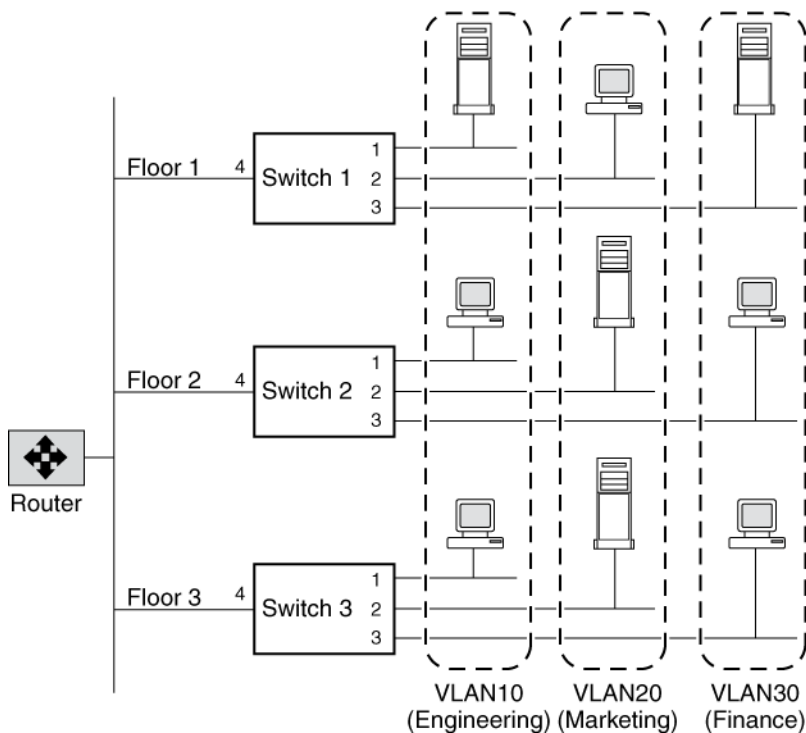 1
Floor 1 4 Switch 1 2
3
1
Floor 2 4 Switch 2 2
3
Router
1
Floor 3 4 Switch 3 2
3
VLAN10 VLAN20 VLAN30
(Engineering) (Marketing) (Finance)